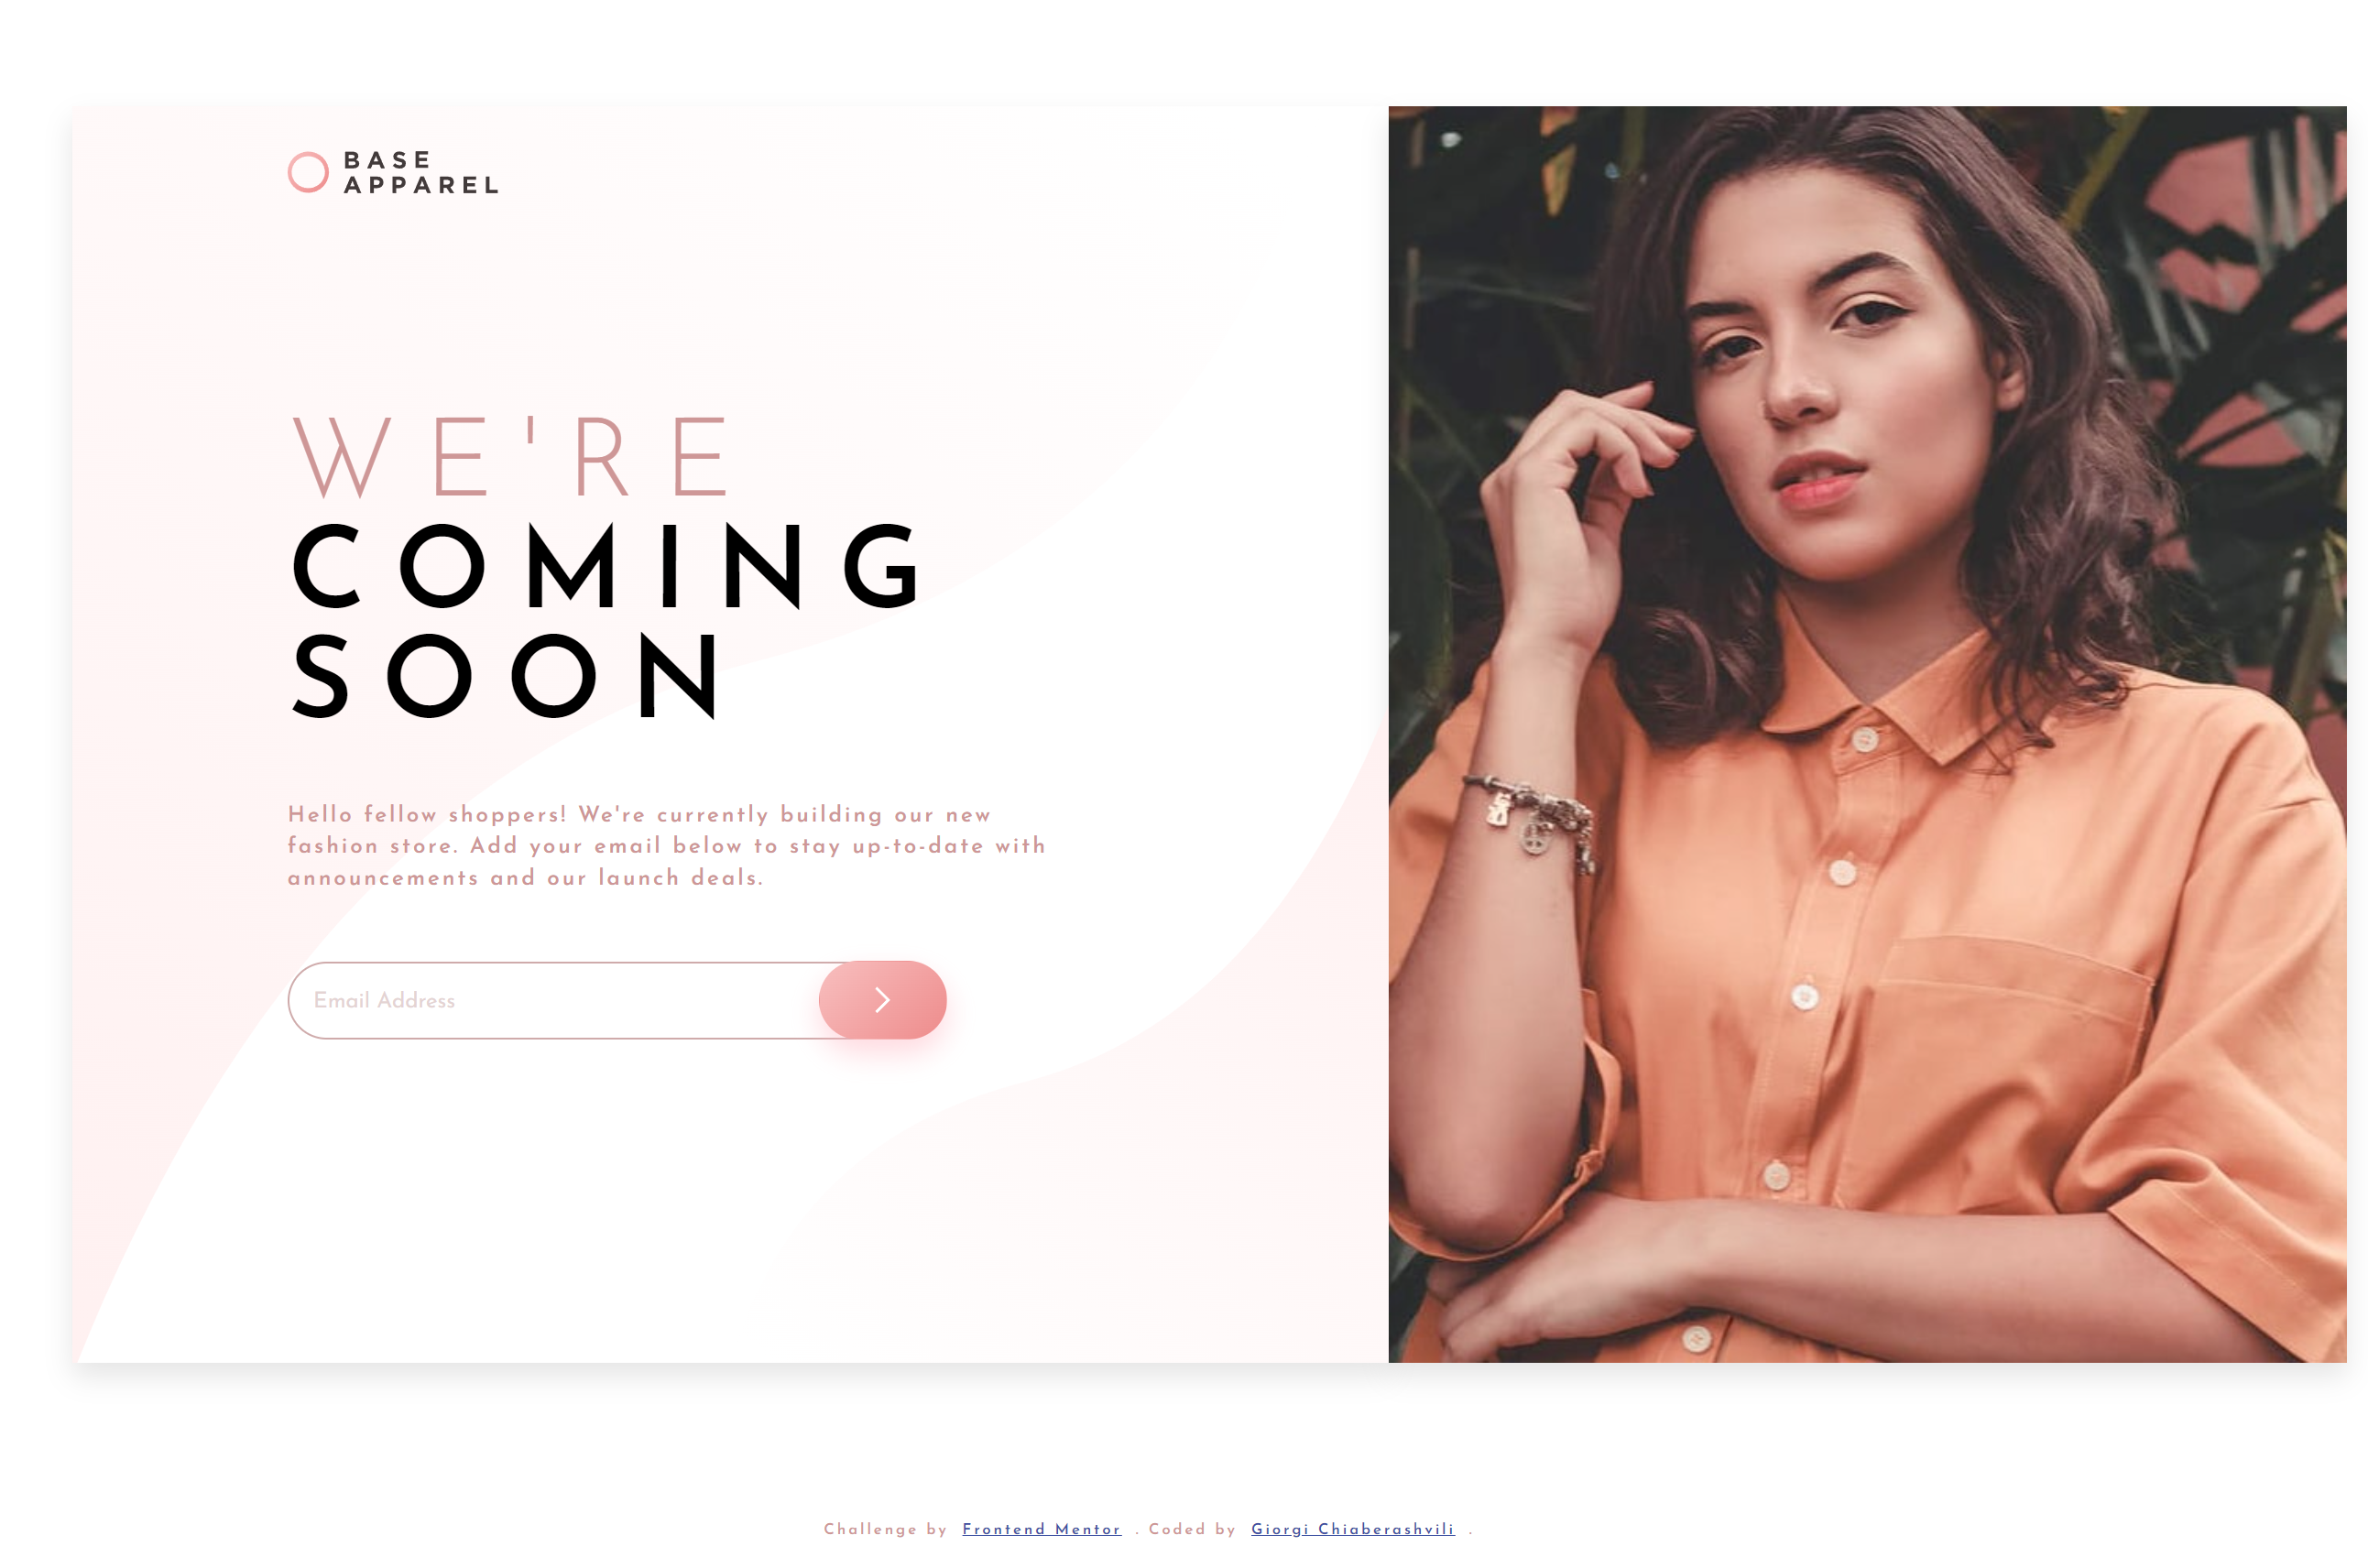 BASE
APPAREL
WE'RE
COMING
SOON
Hello fellow shoppers! We're currently building our new
fashion store. Add your email below to stay up-to-date with
announcements and our launch deals.
Email Address
Challenge by Frontend Mentor . Coded by Giorgi Chiaberashvili .